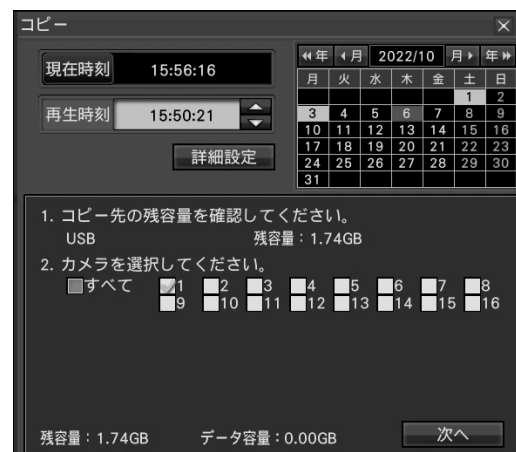 コピー
現在時刻 15:56:16
再生時刻 15:50:21
詳細設定
年 月 2022/10 月 年
月 火 水 木 金 土 日
1 2
3 4 5 6 7 8 9
10 11 12 13 14 15 16
17 18 19 20 21 22 23
24 25 26 27 28 29 30
31
1. コピー先の残容量を確認してください。
USB 残容量：1.74GB
2. カメラを選択してください。
すべて 1 2 3 4 5 6 7 8
9 10 11 12 13 14 15 16
残容量：1.74GB データ容量：0.00GB 次へ